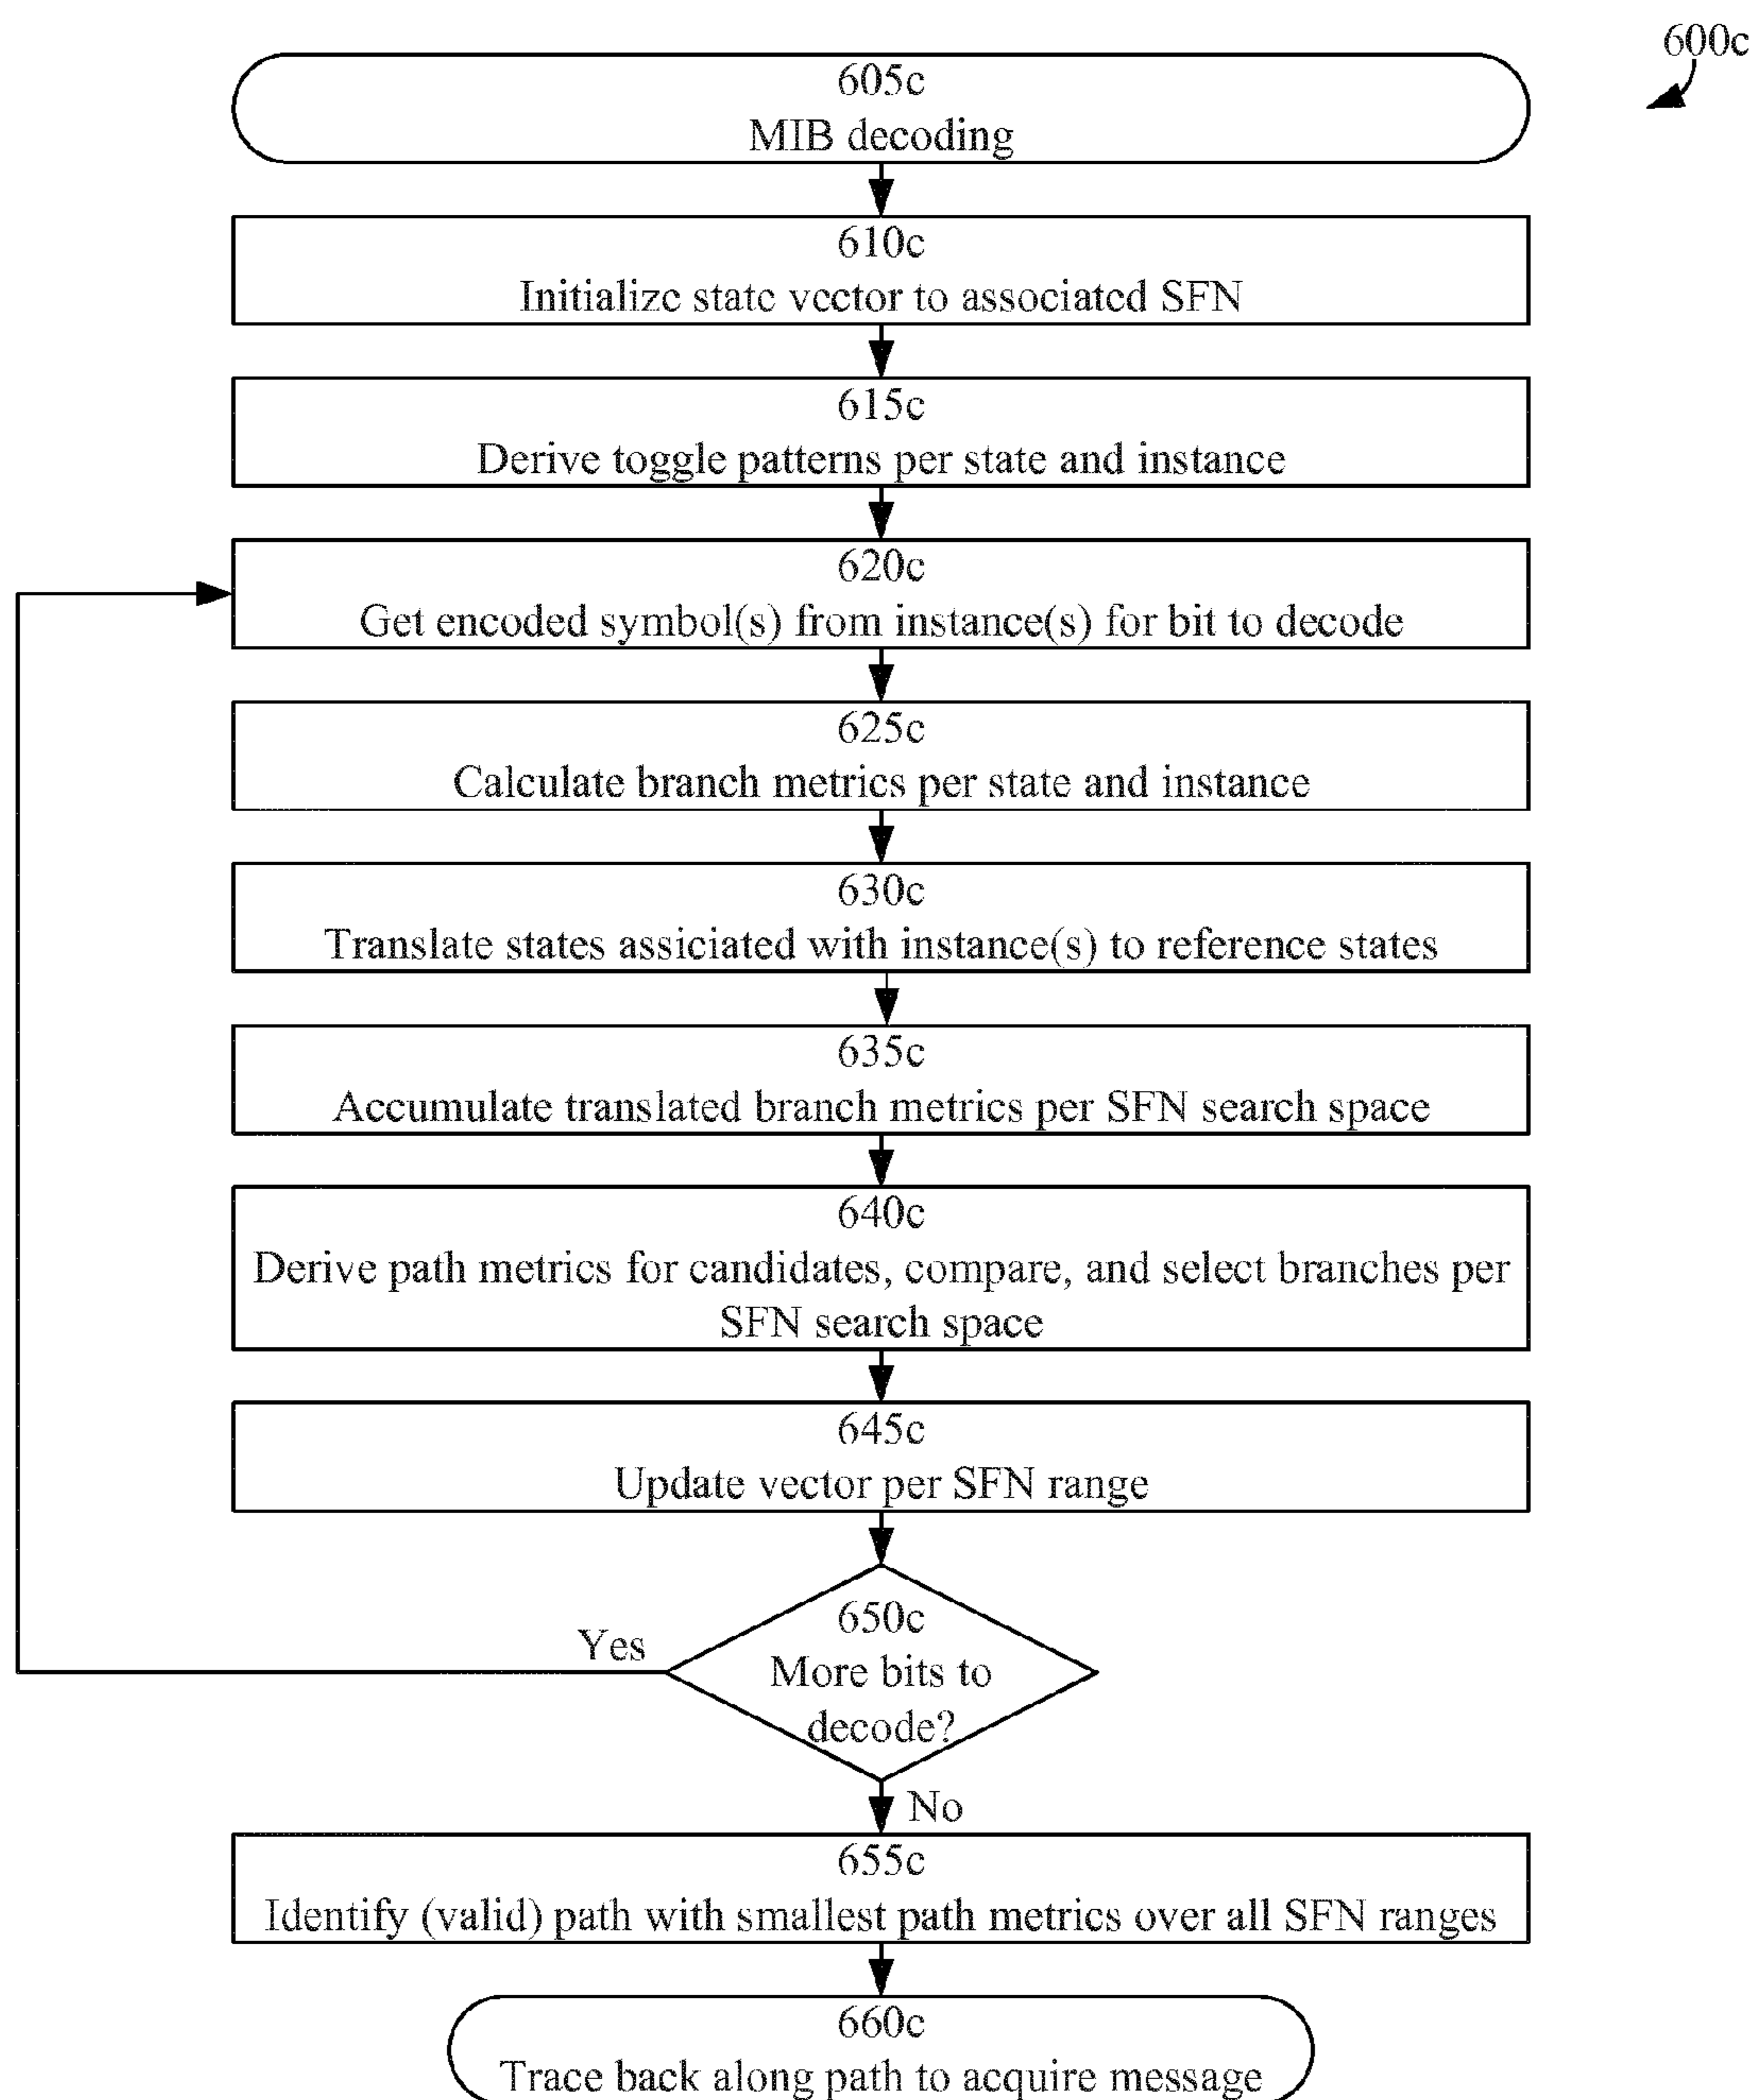 600c
605c
MIB decoding
610c
Initialize state vector to associated SFN
615c
Derive toggle patterns per state and instance
620c
Get encoded symbol(s) from instance(s) for bit to decode
625c
Calculate branch metrics per state and instance
630c
Translate states assiciated with instance(s) to reference states
635c
Accumulate translated branch metrics per SFN search space
640c
Derive path metrics for candidates, compare, and select branches per
SFN search space
645c
Update vector per SFN range
650c
More bits to
decode?
Yes
No
655c
Identify (valid) path with smallest path metrics over all SFN ranges
660c
Trace back along path to acquire message